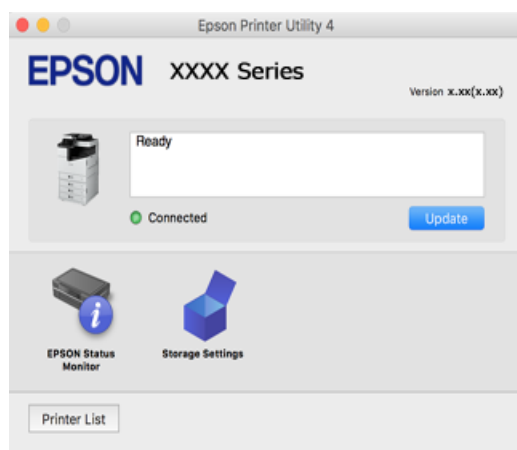 Epson Printer Utility 4
EPSON XXXX Series
Version x.xx(x.xx)
Ready
Connected
Update
EPSON Status
Monitor
Storage Settings
Printer List